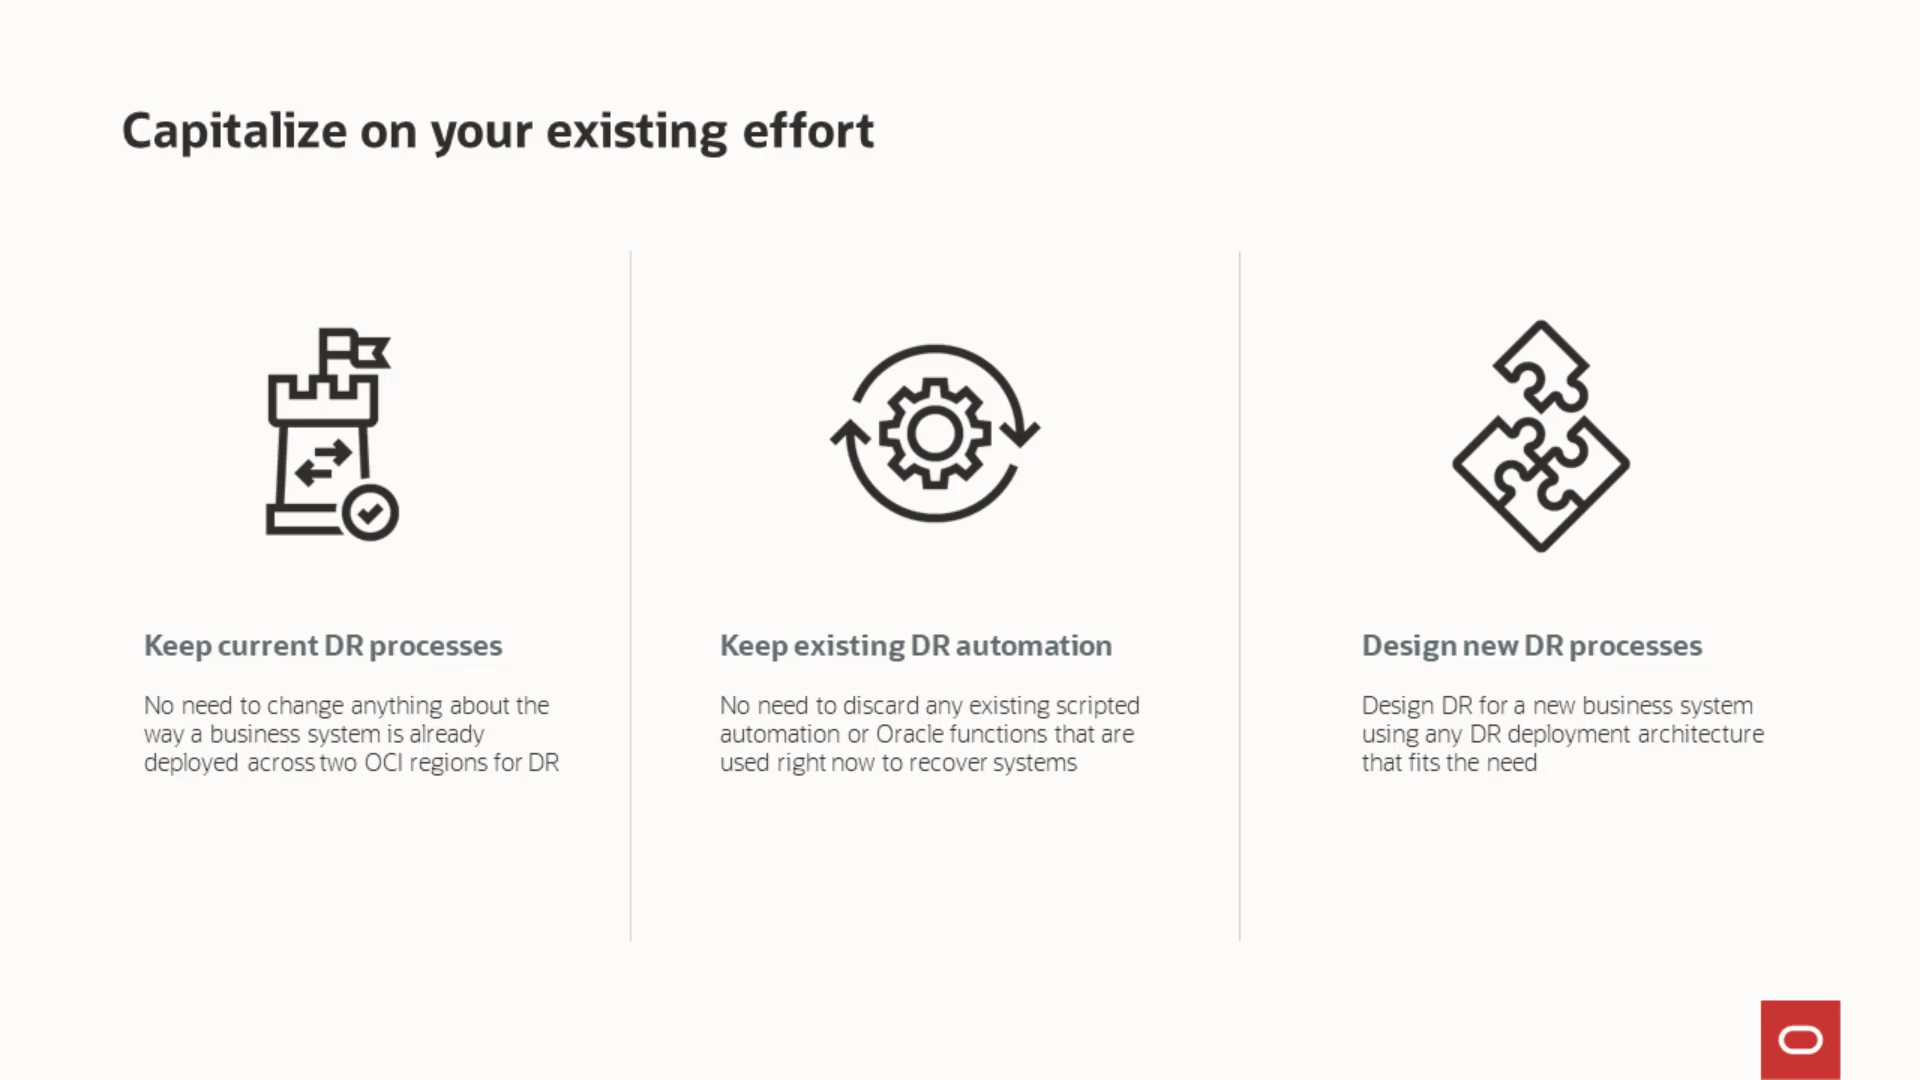 Capitalize on your existing effort
Keep current DR processes
No need to change anything about the
way a business system is already
deployed across two OCI regions for DR
Keep existing DR automation
No need to discard any existing scripted
automation or Oracle functions that are
used right now to recover systems
Design new DR processes
Design DR for a new business system
using any DR deployment architecture
that fits the need